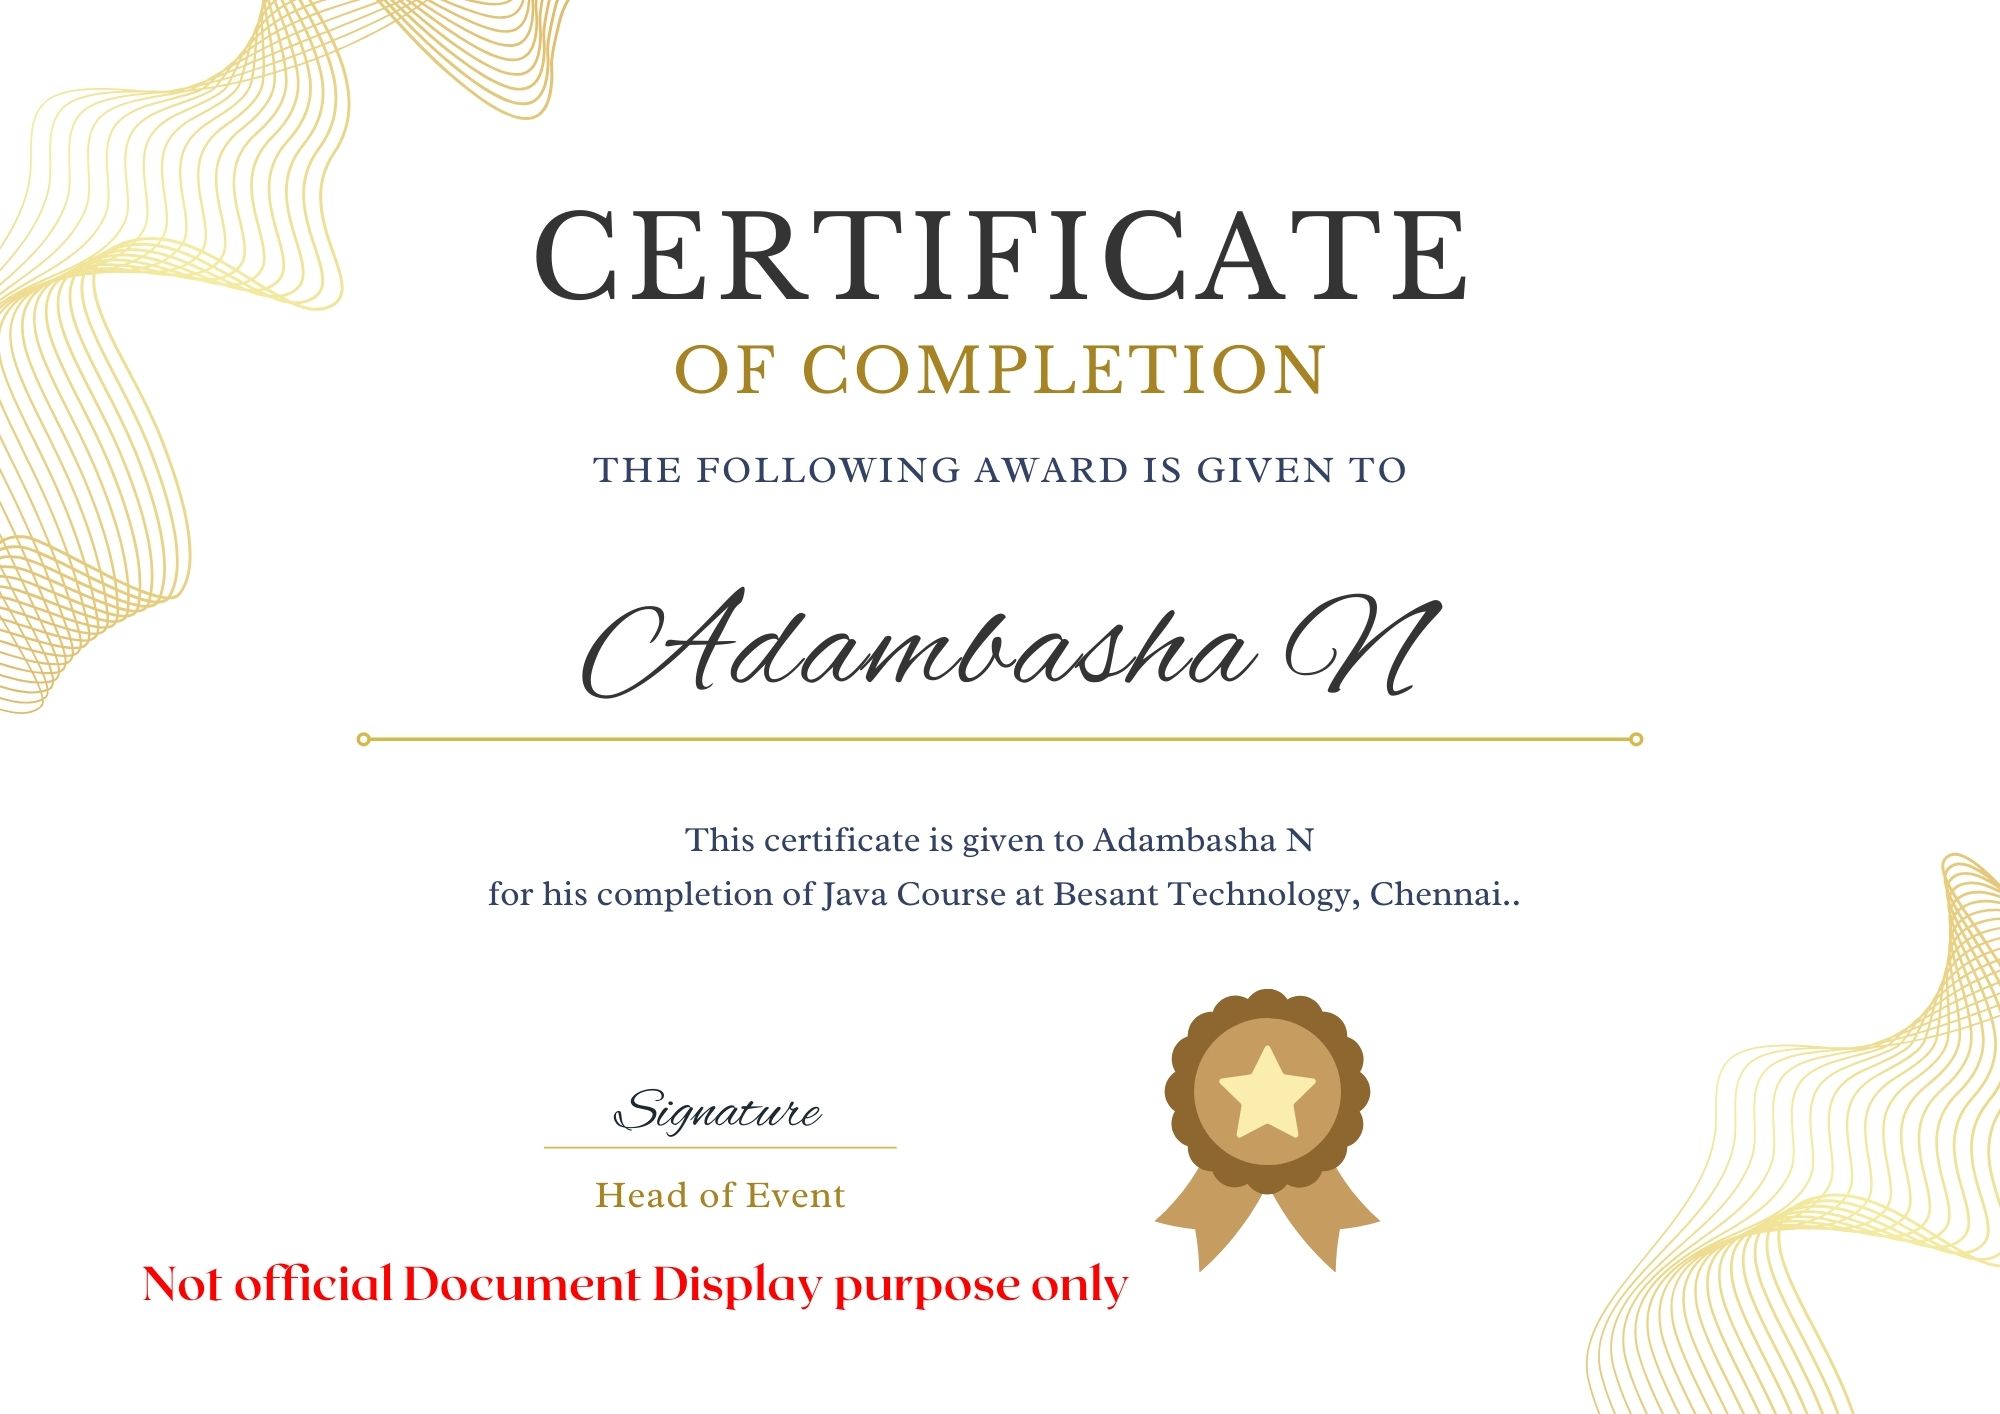 CERTIFICATE
OF COMPLETION
THE FOLLOWING AWARD IS GIVEN TO
Adambasha N
This certificate is given to Adambasha N
for his completion of Java Course at Besant Technology, Chennai..
Signature
Head of Event
Not official Document Display purpose only